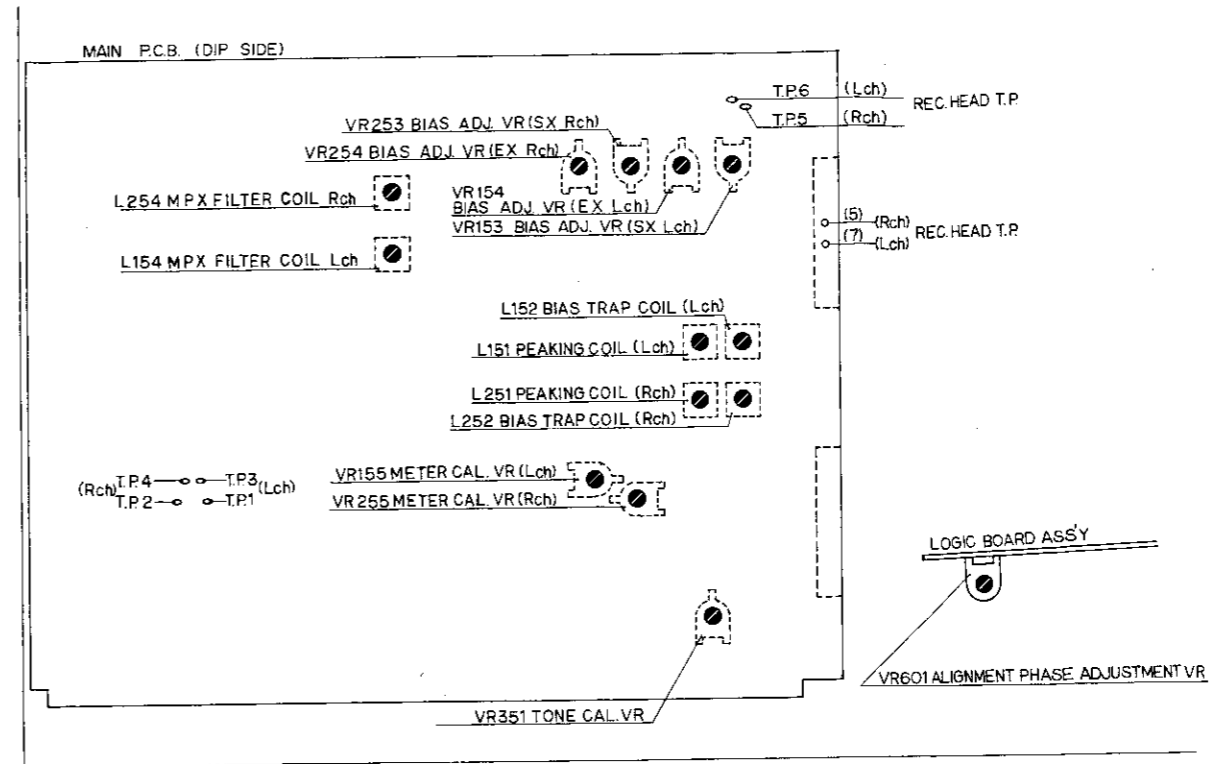 MAIN P.C.B. (DIP SIDE)
T.P.6 (Lch)
T.P.5 (Rch)
REC. HEAD T.P.
VR253 BIAS ADJ. VR (SX Rch)
VR254 BIAS ADJ. VR (EX Rch)
VR154
BIAS ADJ. VR (EX Lch)
VR153 BIAS ADJ. VR (SX Lch)
L254 MPX FILTER COIL Rch
L154 MPX FILTER COIL Lch
(5) (Rch)
(7) (Lch)
REC. HEAD T.P.
L152 BIAS TRAP COIL (Lch)
L151 PEAKING COIL (Lch)
L251 PEAKING COIL (Rch)
L252 BIAS TRAP COIL (Rch)
(Rch) T.P.4 T.P.3 (Lch)
T.P.2 T.P.1
VR155 METER CAL. VR (Lch)
VR255 METER CAL. VR (Rch)
LOGIC BOARD ASS'Y
VR601 ALIGNMENT PHASE ADJUSTMENT VR
VR351 TONE CAL. VR